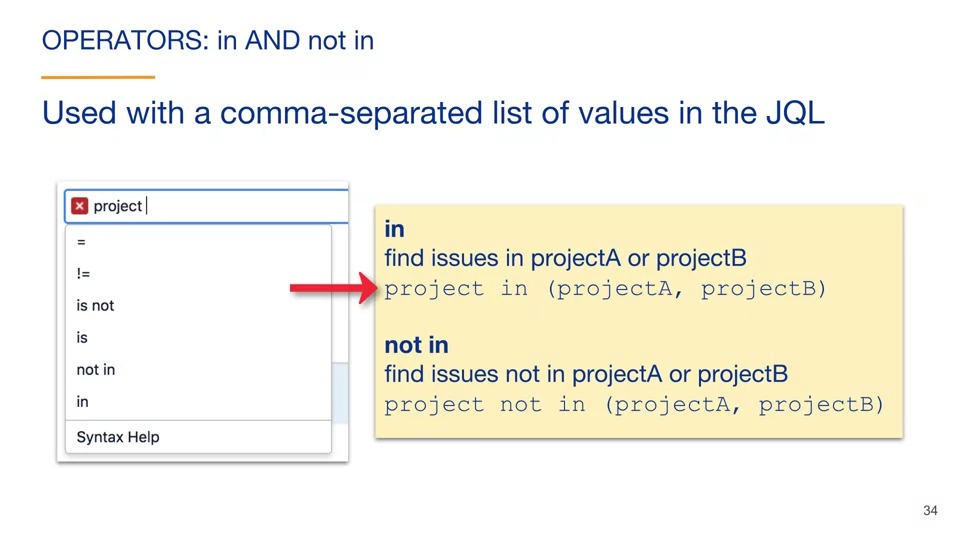 OPERATORS: in AND not in
Used with a comma-separated list of values in the JQL
project
=
!=
is not
is
not in
in
Syntax Help
in
find issues in projectA or projectB
project in (projectA, projectB)
not in
find issues not in projectA or projectB
project not in (projectA, projectB)
34